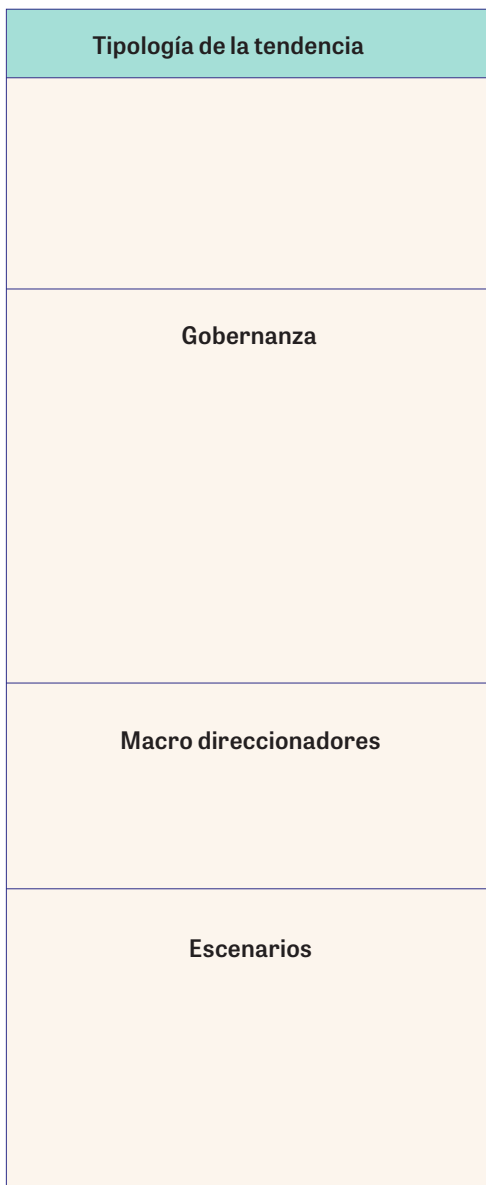 Tipología de la tendencia
Gobernanza
Macro direccionadores
Escenarios